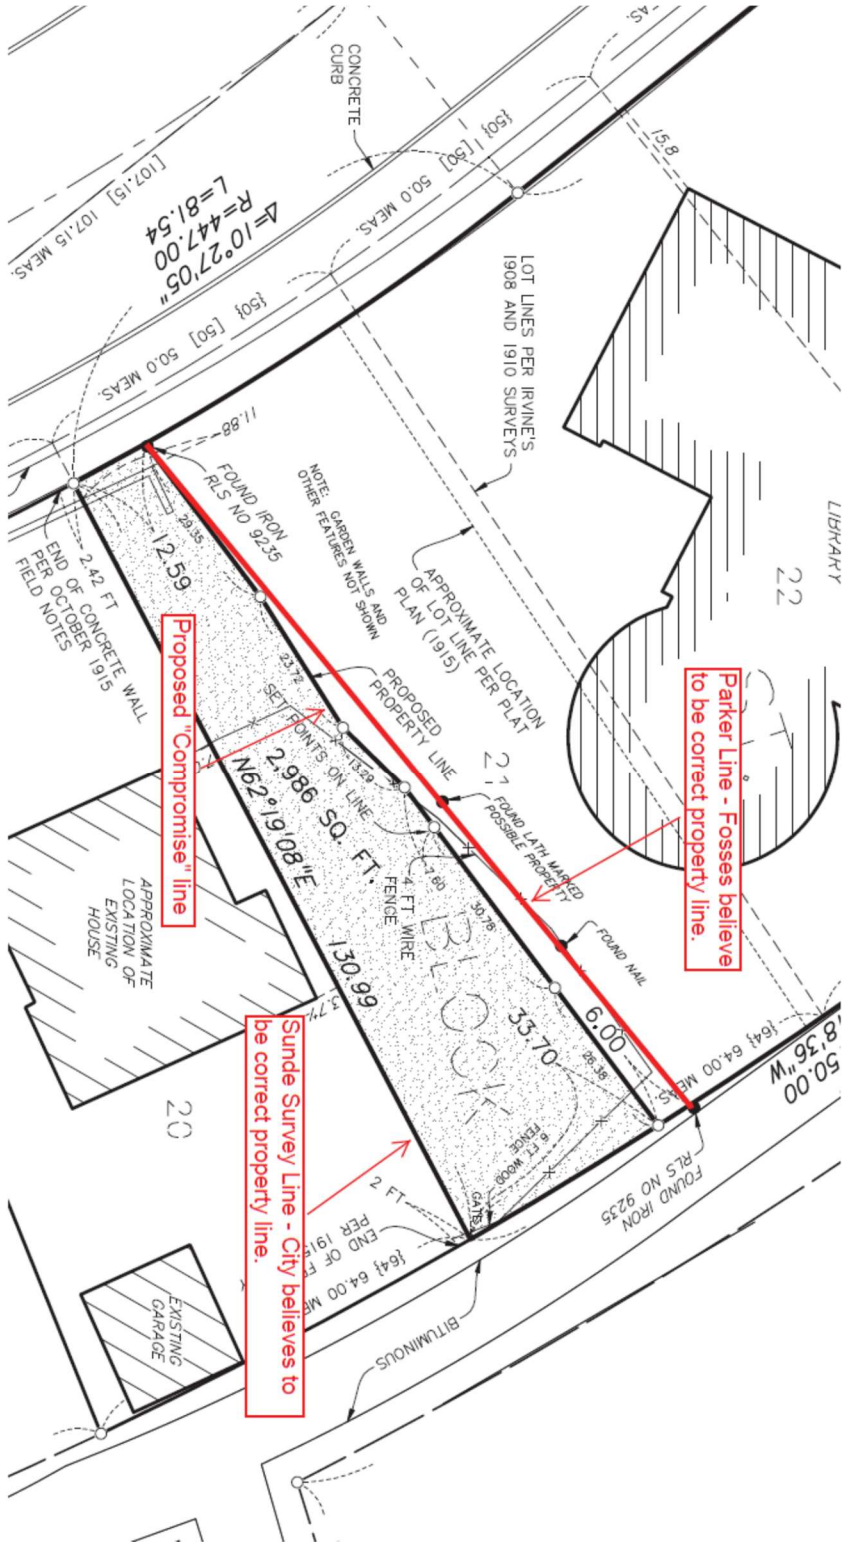 CONCRETE
CURB
[107.15] 107.15 MEAS.
Δ=10°27'05"
R=447.00
L=81.54
{50} [50] 50.0 MEAS.
{50} [50] 50.0 MEAS.
MEAS.
15.8
LOT LINES PER IRVINE'S
1908 AND 1910 SURVEYS
LIBRARY
22
APPROXIMATE LOCATION
OF LOT LINE PER PLAT
PLAN (1915)
NOTE: GARDEN WALLS AND
OTHER FEATURES NOT SHOWN
11.88
FOUND IRON
RLS NO 9235
29.35
12.59
2.42 FT
END OF CONCRETE WALL
PER OCTOBER 1915
FIELD NOTES
Parker Line - Fosses believe
to be correct property line.
PROPOSED
PROPERTY LINE
23.72
SET POINTS ON LINE
13.29
FOUND LATH MARKED
POSSIBLE PROPERTY
FOUND NAIL
Proposed "Compromise" line
2,986 SQ. FT.
N62°19'08"E
130.99
7.60
4 FT WIRE
FENCE
30.78
BLOCK
33.70
6.00
26.38
{64} 64.00 MEAS.
50.00
8'36"W
APPROXIMATE
LOCATION OF
EXISTING
HOUSE
20
Sunde Survey Line - City believes to
be correct property line.
6 FT WOOD
FENCE
GATE
2 FT
END OF
PER 1915
{64} 64.00
FOUND IRON
RLS NO 9235
BITUMINOUS
EXISTING
GARAGE